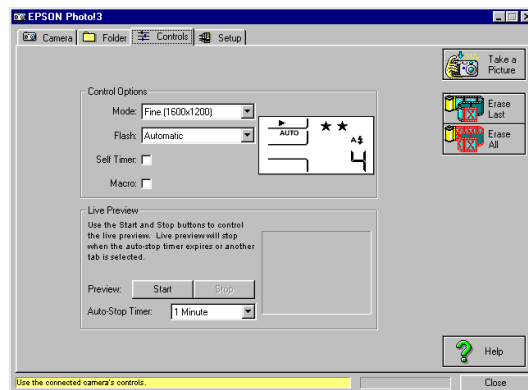 EPSON Photo!3
Camera Folder Controls Setup
Take a
Picture
Erase
Last
Erase
All
Control Options
Mode: Fine (1600x1200)
Flash: Automatic
Self Timer:
Macro:
AUTO
A
4
Live Preview
Use the Start and Stop buttons to control
the live preview. Live preview will stop
when the auto-stop timer expires or another
tab is selected.
Preview: Start Stop
Auto-Stop Timer: 1 Minute
Help
Use the connected camera's controls.
Close